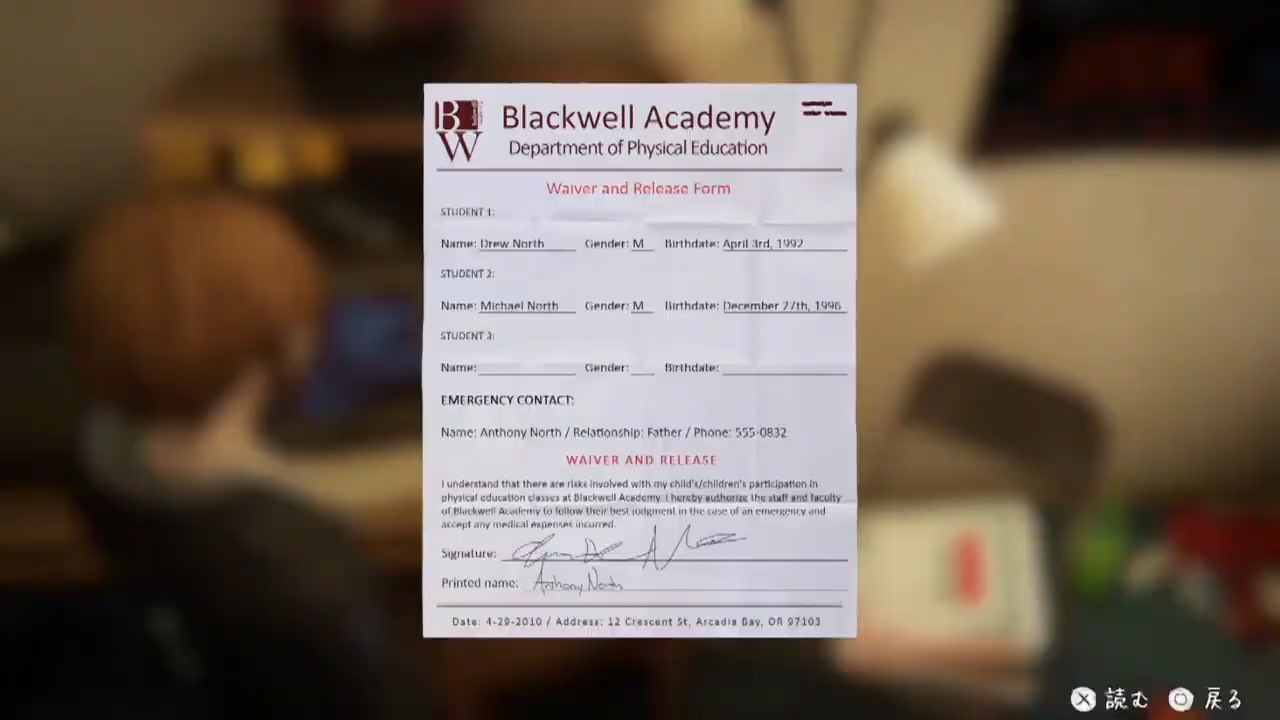 BW
Blackwell Academy
Department of Physical Education
Waiver and Release Form
STUDENT 1:
Name: Drew North Gender: M Birthdate: April 3rd, 1992
STUDENT 2:
Name: Michael North Gender: M Birthdate: December 27th, 1996
STUDENT 3:
Name: Gender: Birthdate:
EMERGENCY CONTACT:
Name: Anthony North / Relationship: Father / Phone: 555-0832
WAIVER AND RELEASE
I understand that there are risks involved with my child's/children's participation in
physical education classes at Blackwell Academy. I hereby authorize the staff and faculty
of Blackwell Academy to follow their best judgment in the case of an emergency and
accept any medical expenses incurred.
Signature:
Printed name: Anthony North
Date: 4-29-2010 / Address: 12 Crescent St, Arcadia Bay, OR 97103
読む 戻る